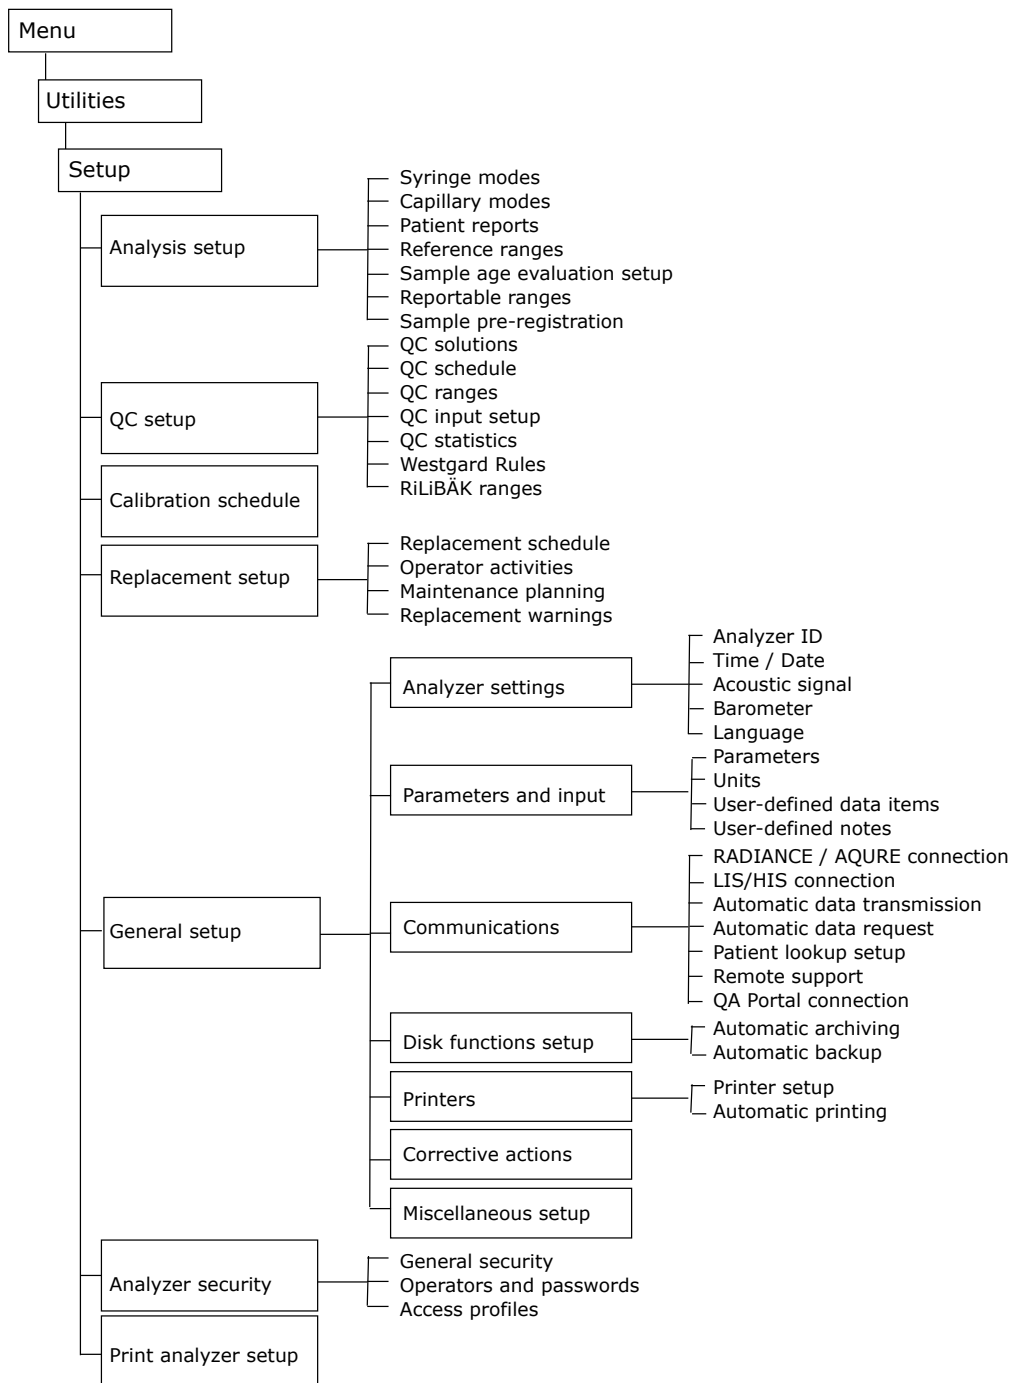 Menu
Utilities
Setup
Analysis setup
Syringe modes
Capillary modes
Patient reports
Reference ranges
Sample age evaluation setup
Reportable ranges
Sample pre-registration
QC setup
QC solutions
QC schedule
QC ranges
QC input setup
QC statistics
Westgard Rules
RiLiBÄK ranges
Calibration schedule
Replacement setup
Replacement schedule
Operator activities
Maintenance planning
Replacement warnings
General setup
Analyzer settings
Analyzer ID
Time / Date
Acoustic signal
Barometer
Language
Parameters and input
Parameters
Units
User-defined data items
User-defined notes
Communications
RADIANCE / AQURE connection
LIS/HIS connection
Automatic data transmission
Automatic data request
Patient lookup setup
Remote support
QA Portal connection
Disk functions setup
Automatic archiving
Automatic backup
Printers
Printer setup
Automatic printing
Corrective actions
Miscellaneous setup
Analyzer security
General security
Operators and passwords
Access profiles
Print analyzer setup